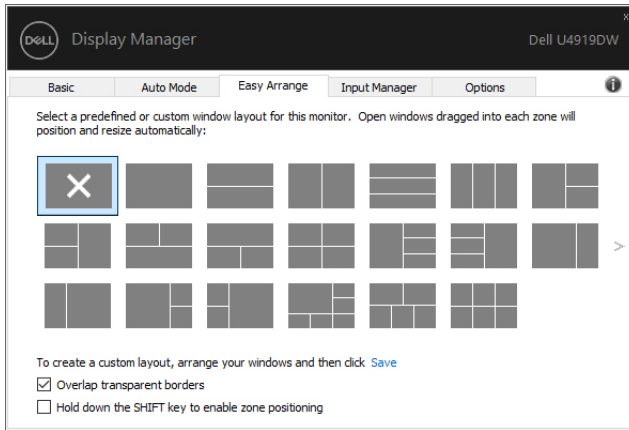 DELL
Display Manager
Dell U4919DW
Basic
Auto Mode
Easy Arrange
Input Manager
Options
Select a predefined or custom window layout for this monitor. Open windows dragged into each zone will
position and resize automatically:
To create a custom layout, arrange your windows and then click Save
Overlap transparent borders
Hold down the SHIFT key to enable zone positioning